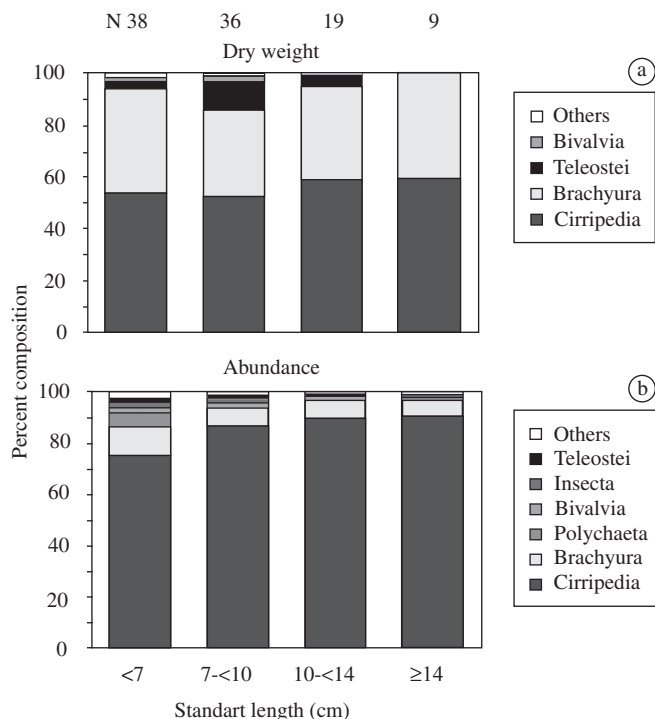 N 38 36 19 9
Dry weight
a
100
80
60
40
20
0
Others
Bivalvia
Teleostei
Brachyura
Cirripedia
Percent composition
Abundance
b
100
80
60
40
20
0
Others
Teleostei
Insecta
Bivalvia
Polychaeta
Brachyura
Cirripedia
<7 7-<10 10-<14 ≥14
Standart length (cm)